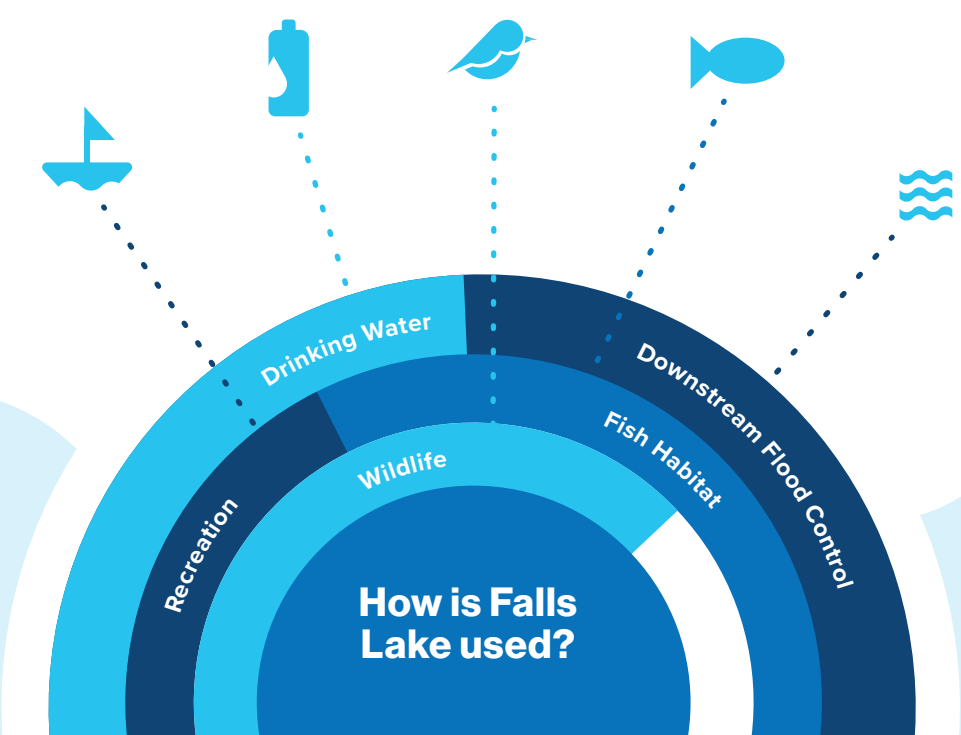 Drinking Water
Downstream Flood Control
Recreation
Fish Habitat
Wildlife
How is Falls
Lake used?